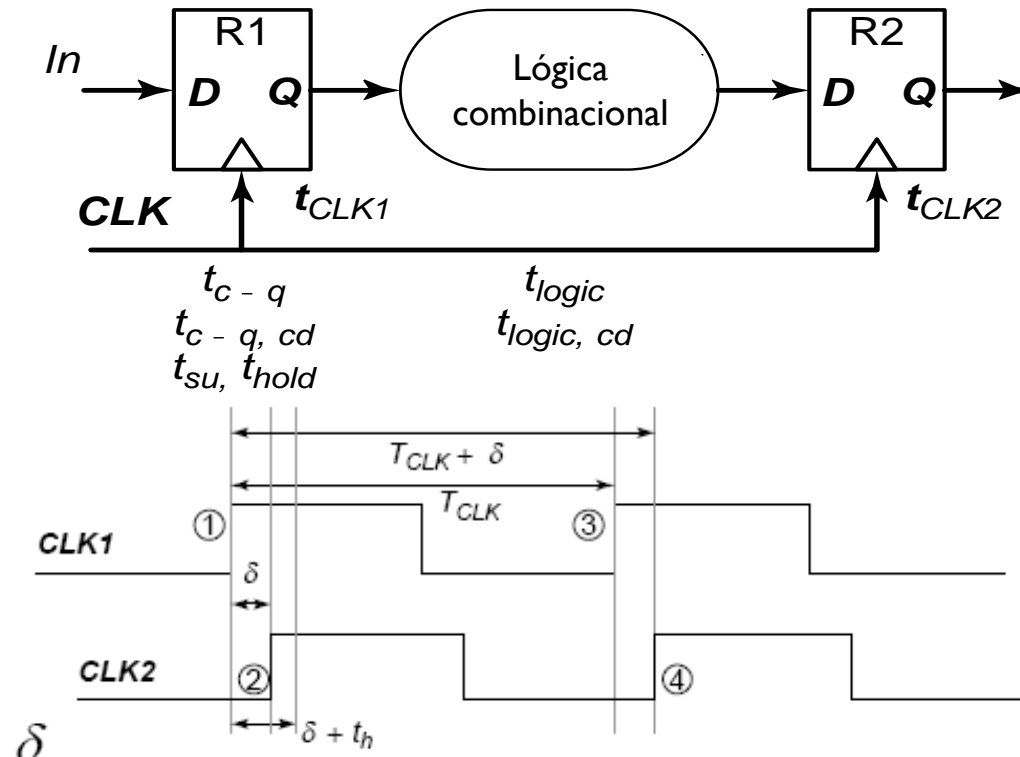 R1
R2
In
D
Q
Lógica
combinacional
D
Q
CLK
tCLK1
tCLK2
tc - q
tlogic
tc - q, cd
tlogic, cd
tsu, thold
TCLK + δ
TCLK
①
③
CLK1
δ
CLK2
②
④
δ + th
δ